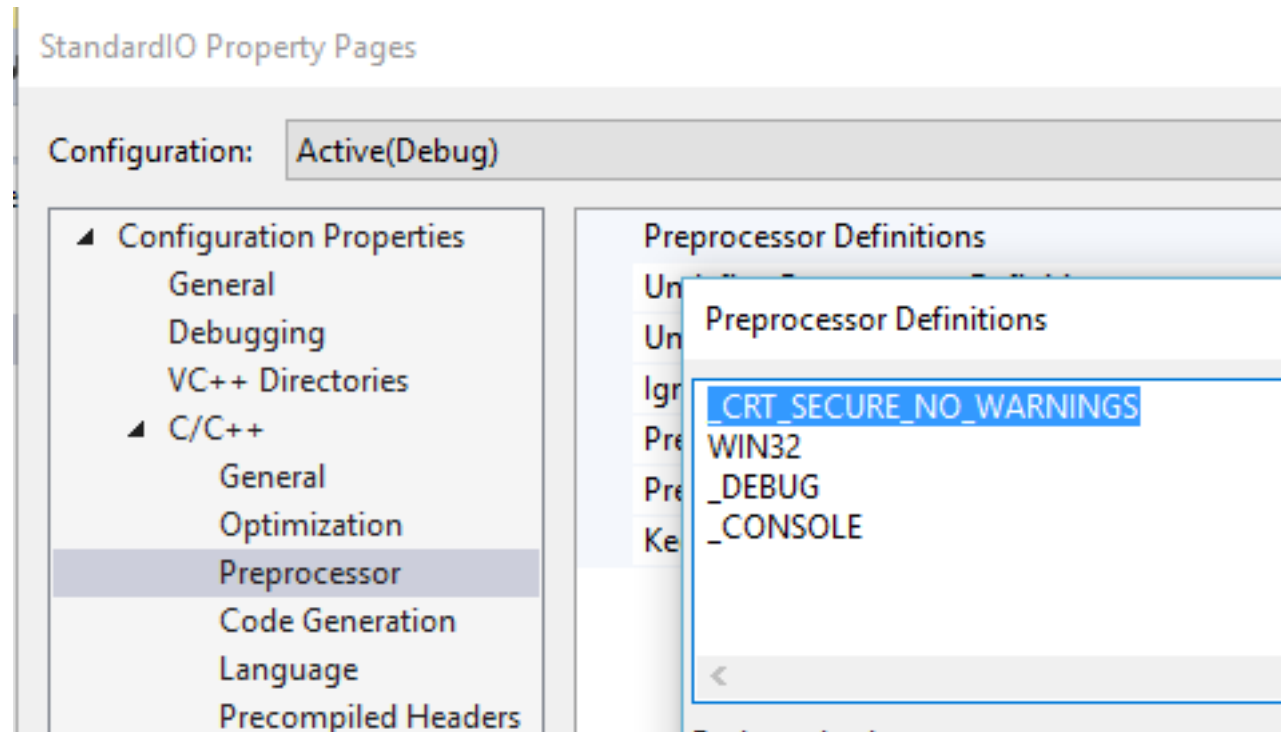 StandardIO Property Pages
Configuration: Active(Debug)
Configuration Properties
General
Debugging
VC++ Directories
C/C++
General
Optimization
Preprocessor
Code Generation
Language
Precompiled Headers
Preprocessor Definitions
Preprocessor Definitions
_CRT_SECURE_NO_WARNINGS
WIN32
_DEBUG
_CONSOLE